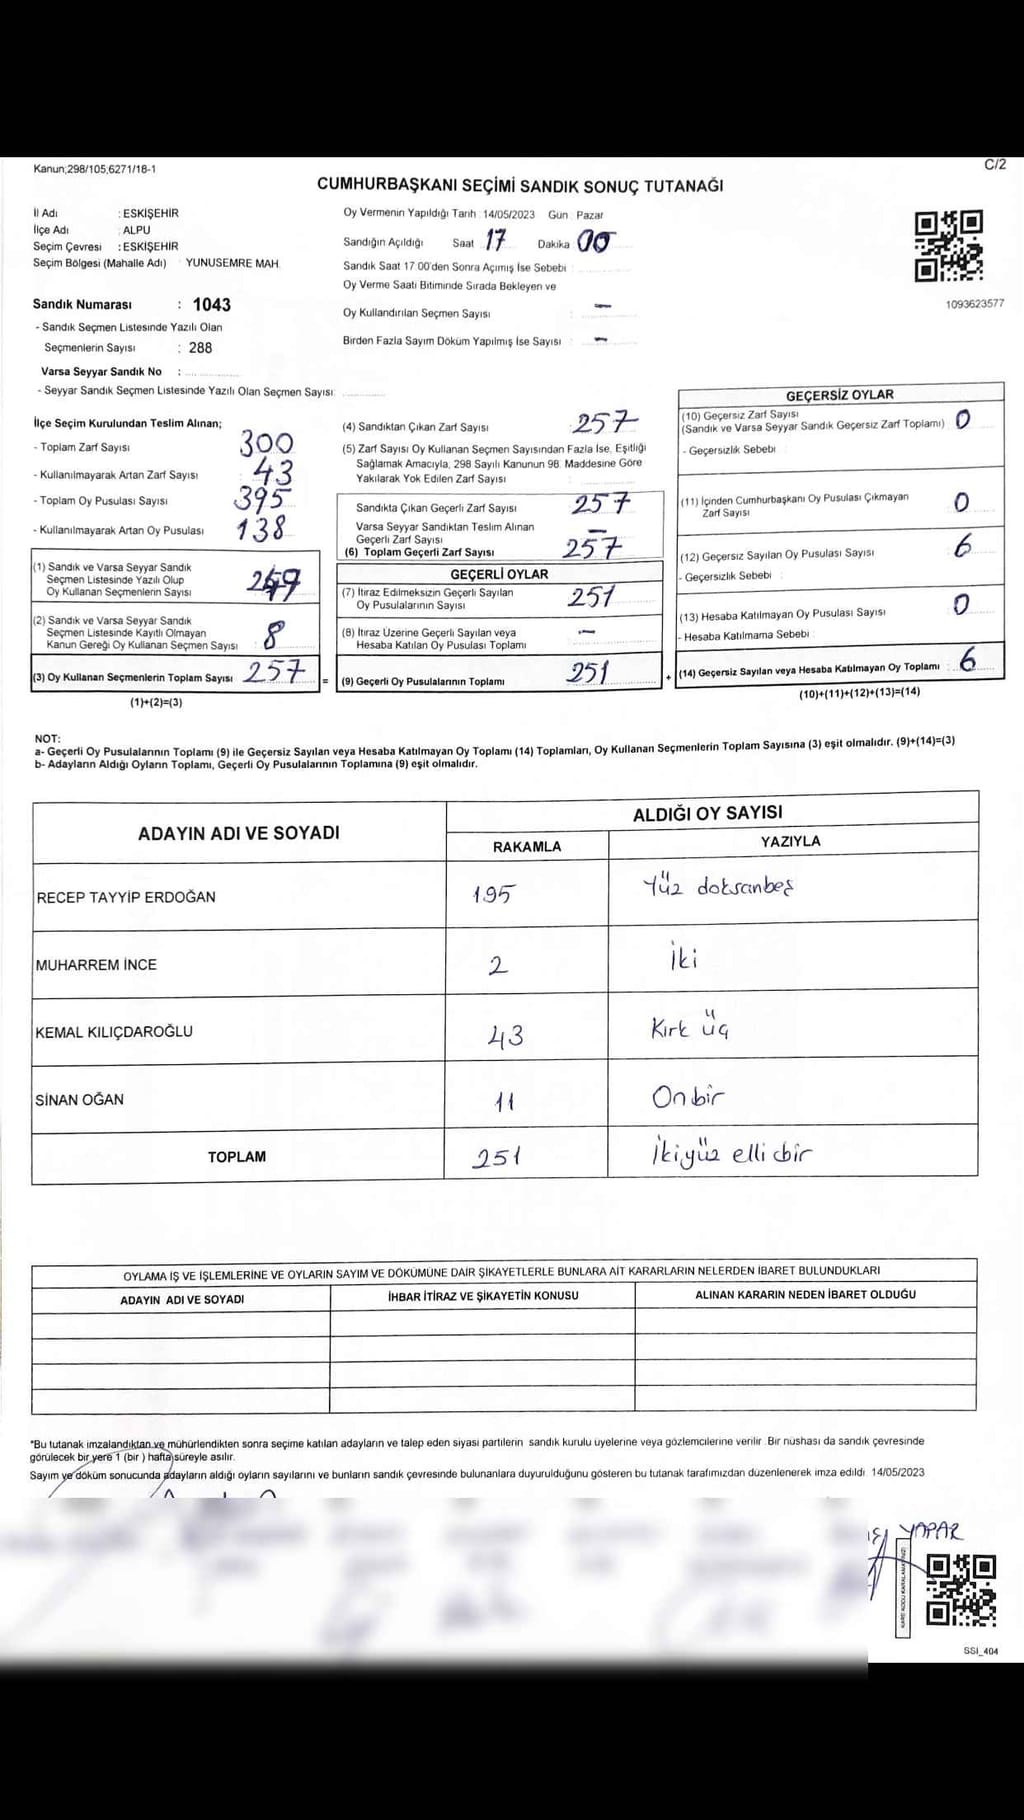 Kanun;298/105;6271/18-1
C/2
CUMHURBAŞKANI SEÇİMİ SANDIK SONUÇ TUTANAĞI
İl Adı : ESKİŞEHİR
İlçe Adı : ALPU
Seçim Çevresi : ESKİŞEHİR
Seçim Bölgesi (Mahalle Adı) YUNUSEMRE MAH.
Sandık Numarası : 1043
- Sandık Seçmen Listesinde Yazılı Olan
Seçmenlerin Sayısı : 288
Varsa Seyyar Sandık No :
- Seyyar Sandık Seçmen Listesinde Yazılı Olan Seçmen Sayısı
Oy Vermenin Yapıldığı Tarih 14/05/2023 Gün Pazar
Sandığın Açıldığı Saat 17 Dakika 00
Sandık Saat 17:00'den Sonra Açımış İse Sebebi
Oy Verme Saati Bitiminde Sırada Bekleyen ve
Oy Kullandırılan Seçmen Sayısı : –
Birden Fazla Sayım Döküm Yapılmış İse Sayısı : –
1093623577
İlçe Seçim Kurulundan Teslim Alınan;
- Toplam Zarf Sayısı 300
- Kullanılmayarak Artan Zarf Sayısı 43
- Toplam Oy Pusulası Sayısı 395
- Kullanılmayarak Artan Oy Pusulası 138
(1) Sandık ve Varsa Seyyar Sandık
Seçmen Listesinde Yazılı Olup
Oy Kullanan Seçmenlerin Sayısı 249
(2) Sandık ve Varsa Seyyar Sandık
Seçmen Listesinde Kayıtlı Olmayan
Kanun Gereği Oy Kullanan Seçmen Sayısı 8
(3) Oy Kullanan Seçmenlerin Toplam Sayısı 257
(1)+(2)=(3)
(4) Sandıktan Çıkan Zarf Sayısı 257
(5) Zarf Sayısı Oy Kullanan Seçmen Sayısından Fazla İse, Eşitliği
Sağlamak Amacıyla; 298 Sayılı Kanunun 98. Maddesine Göre
Yakılarak Yok Edilen Zarf Sayısı
Sandıkta Çıkan Geçerli Zarf Sayısı 257
Varsa Seyyar Sandıktan Teslim Alınan
Geçerli Zarf Sayısı –
(6) Toplam Geçerli Zarf Sayısı 257
GEÇERLİ OYLAR
(7) İtiraz Edilmeksizin Geçerli Sayılan
Oy Pusulalarının Sayısı 251
(8) İtiraz Üzerine Geçerli Sayılan veya
Hesaba Katılan Oy Pusulası Toplamı –
= (9) Geçerli Oy Pusulalarının Toplamı 251
GEÇERSİZ OYLAR
(10) Geçersiz Zarf Sayısı
(Sandık ve Varsa Seyyar Sandık Geçersiz Zarf Toplamı) 0
- Geçersizlik Sebebi
(11) İçinden Cumhurbaşkanı Oy Pusulası Çıkmayan
Zarf Sayısı 0
(12) Geçersiz Sayılan Oy Pusulası Sayısı 6
- Geçersizlik Sebebi
(13) Hesaba Katılmayan Oy Pusulası Sayısı 0
- Hesaba Katılmama Sebebi
+ (14) Geçersiz Sayılan veya Hesaba Katılmayan Oy Toplamı 6
(10)+(11)+(12)+(13)=(14)
NOT:
a- Geçerli Oy Pusulalarının Toplamı (9) ile Geçersiz Sayılan veya Hesaba Katılmayan Oy Toplamı (14) Toplamları, Oy Kullanan Seçmenlerin Toplam Sayısına (3) eşit olmalıdır. (9)+(14)=(3)
b- Adayların Aldığı Oyların Toplamı, Geçerli Oy Pusulalarının Toplamına (9) eşit olmalıdır.
ADAYIN ADI VE SOYADI
ALDIĞI OY SAYISI
RAKAMLA YAZIYLA
RECEP TAYYİP ERDOĞAN 195 Yüz doksanbeş
MUHARREM İNCE 2 İki
KEMAL KILIÇDAROĞLU 43 Kırk üç
SİNAN OĞAN 11 Onbir
TOPLAM 251 İkiyüz elli bir
OYLAMA İŞ VE İŞLEMLERİNE VE OYLARIN SAYIM VE DÖKÜMÜNE DAİR ŞİKAYETLERLE BUNLARA AİT KARARLARIN NELERDEN İBARET BULUNDUKLARI
ADAYIN ADI VE SOYADI İHBAR İTİRAZ VE ŞİKAYETİN KONUSU ALINAN KARARIN NEDEN İBARET OLDUĞU
*Bu tutanak imzalandıktan ve mühürlendikten sonra seçime katılan adayların ve talep eden siyasi partilerin sandık kurulu üyelerine veya gözlemcilerine verilir. Bir nüshası da sandık çevresinde
görülecek bir yere 1 (bir) hafta süreyle asılır.
Sayım ve döküm sonucunda adayların aldığı oyların sayılarını ve bunların sandık çevresinde bulunanlara duyurulduğunu gösteren bu tutanak tarafımızdan düzenlenerek imza edildi 14/05/2023
YAPAR
SSI_404